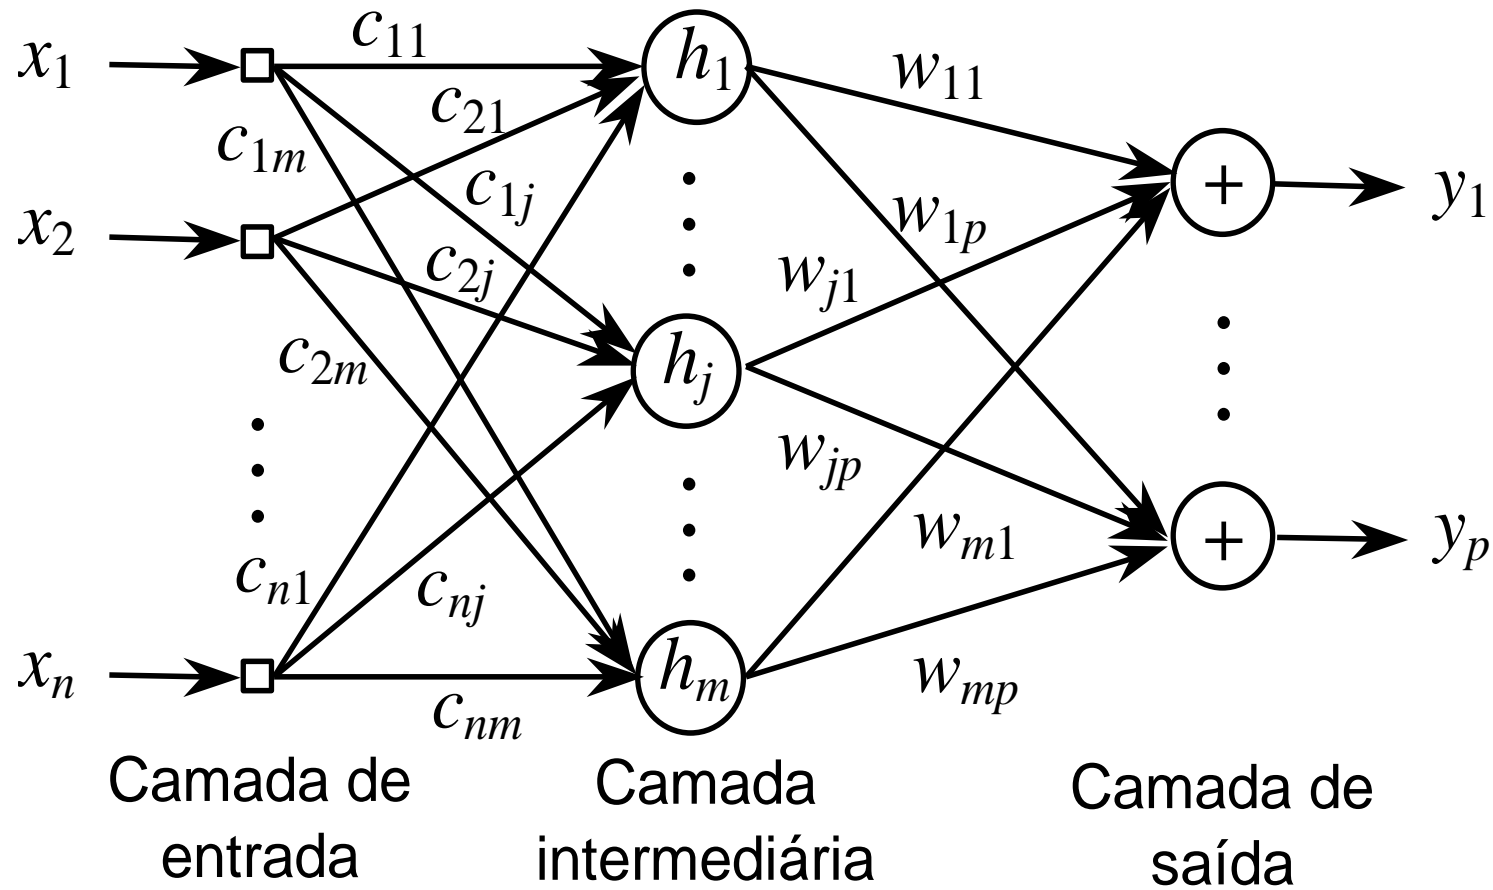 x1
x2
xn
c11
c21
c1m
c1j
c2j
c2m
cn1
cnj
cnm
h1
hj
hm
w11
w1p
wj1
wjp
wm1
wmp
+
+
y1
yp
Camada de
entrada
Camada
intermediária
Camada de
saída